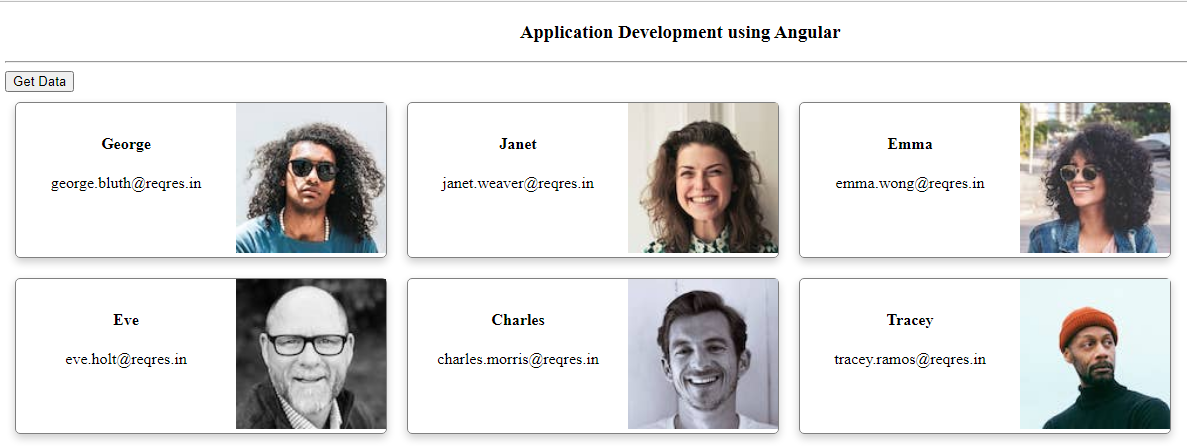 Application Development using Angular
Get Data
George
george.bluth@reqres.in
Janet
janet.weaver@reqres.in
Emma
emma.wong@reqres.in
Eve
eve.holt@reqres.in
Charles
charles.morris@reqres.in
Tracey
tracey.ramos@reqres.in